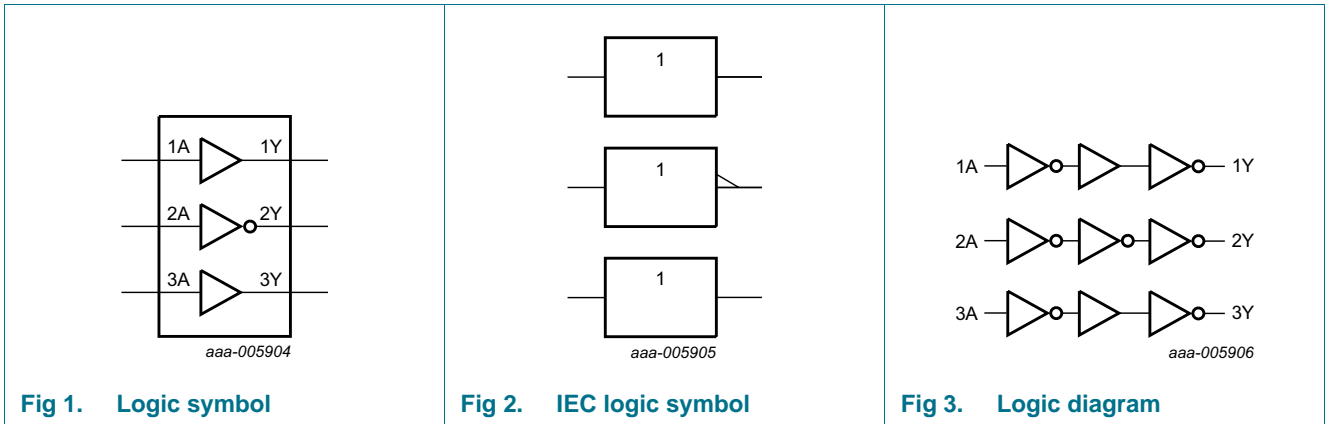 1A 1Y
2A 2Y
3A 3Y
aaa-005904
Fig 1. Logic symbol
1
1
1
aaa-005905
Fig 2. IEC logic symbol
1A 1Y
2A 2Y
3A 3Y
aaa-005906
Fig 3. Logic diagram